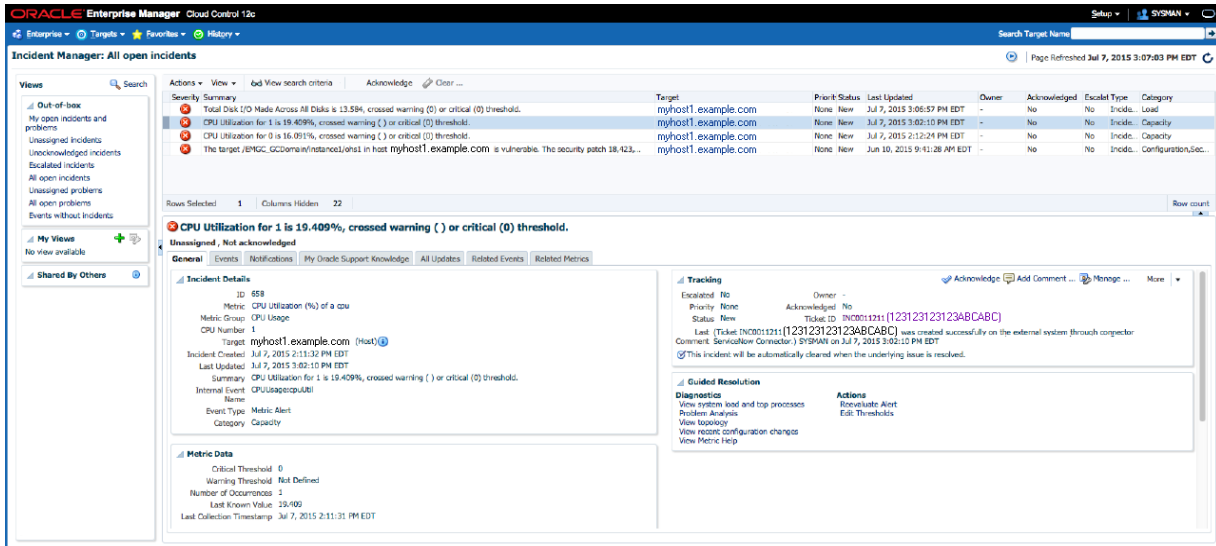 ORACLE Enterprise Manager Cloud Control 12c
Setup SYSMAN
Enterprise Targets Favorites History
Search Target Name
Incident Manager: All open incidents
Page Refreshed Jul 7, 2015 3:07:03 PM EDT
Views Search
Out-of-box
My open incidents and
problems
Unassigned incidents
Unacknowledged incidents
Escalated incidents
All open incidents
Unassigned problems
All open problems
Events without incidents
My Views
No view available
Shared By Others
Actions View View search criteria Acknowledge Clear ...
Severity Summary Target Priorit Status Last Updated Owner Acknowledged Escalat Type Category
Total Disk I/O Made Across All Disks is 13.584, crossed warning (0) or critical (0) threshold. myhost1.example.com None New Jul 7, 2015 3:06:57 PM EDT - No No Incide... Load
CPU Utilization for 1 is 19.409%, crossed warning ( ) or critical (0) threshold. myhost1.example.com None New Jul 7, 2015 3:02:10 PM EDT - No No Incide... Capacity
CPU Utilization for 0 is 16.091%, crossed warning ( ) or critical (0) threshold. myhost1.example.com None New Jul 7, 2015 2:12:24 PM EDT - No No Incide... Capacity
The target /EMGC_GCDomain/instance1/ohs1 in host myhost1.example.com is vulnerable. The security patch 18,423,... myhost1.example.com None New Jun 10, 2015 9:41:28 AM EDT - No No Incide... Configuration,Sec...
Rows Selected 1 Columns Hidden 22 Row count
CPU Utilization for 1 is 19.409%, crossed warning ( ) or critical (0) threshold.
Unassigned , Not acknowledged
General Events Notifications My Oracle Support Knowledge All Updates Related Events Related Metrics
Incident Details
ID 658
Metric CPU Utilization (%) of a cpu
Metric Group CPU Usage
CPU Number 1
Target myhost1.example.com (Host)
Incident Created Jul 7, 2015 2:11:32 PM EDT
Last Updated Jul 7, 2015 3:02:10 PM EDT
Summary CPU Utilization for 1 is 19.409%, crossed warning ( ) or critical (0) threshold.
Internal Event CPUUsage:cpuUtil
Name
Event Type Metric Alert
Category Capacity
Metric Data
Critical Threshold 0
Warning Threshold Not Defined
Number of Occurrences 1
Last Known Value 19.409
Last Collection Timestamp Jul 7, 2015 2:11:31 PM EDT
Tracking Acknowledge Add Comment ... Manage ... More
Escalated No Owner -
Priority None Acknowledged No
Status New Ticket ID INC0011211 (123123123123ABCABC)
Last (Ticket INC0011211(123123123123ABCABC) was created successfully on the external system through connector
Comment ServiceNow Connector.) SYSMAN on Jul 7, 2015 3:02:10 PM EDT
This incident will be automatically cleared when the underlying issue is resolved.
Guided Resolution
Diagnostics Actions
View system load and top processes Reevaluate Alert
Problem Analysis Edit Thresholds
View topology
View recent configuration changes
View Metric Help